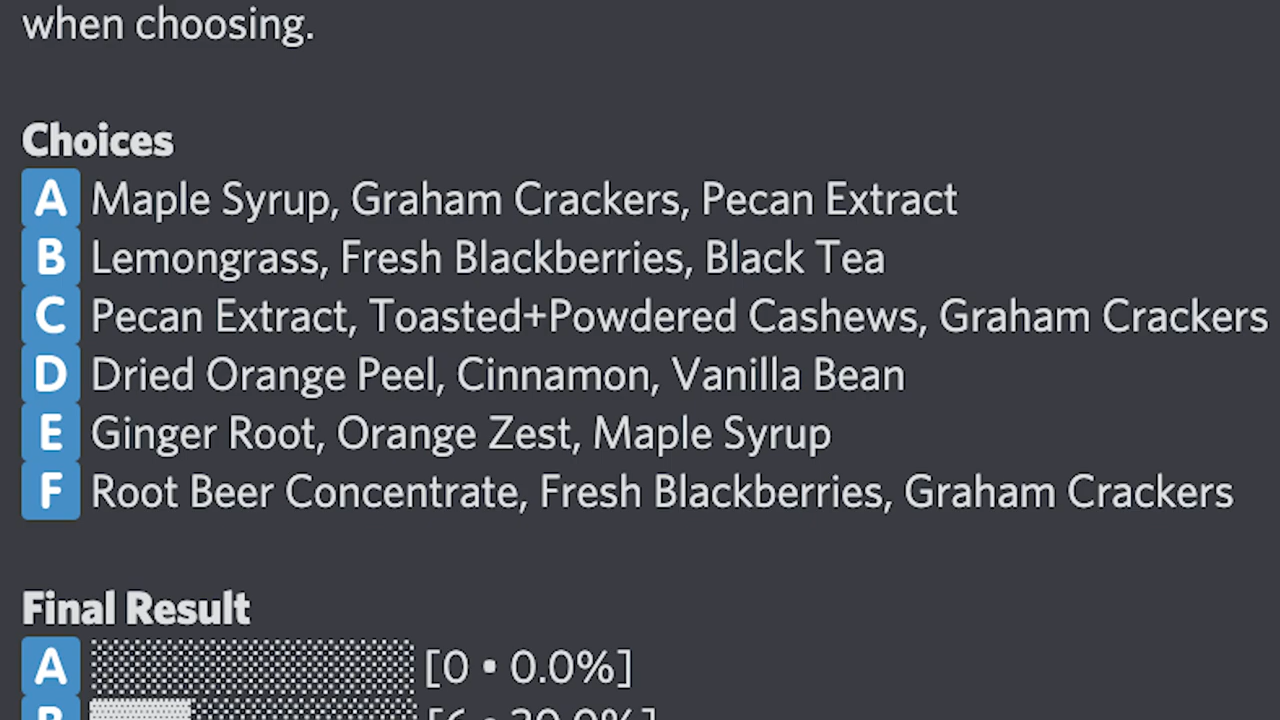 when choosing.
Choices
A Maple Syrup, Graham Crackers, Pecan Extract
B Lemongrass, Fresh Blackberries, Black Tea
C Pecan Extract, Toasted+Powdered Cashews, Graham Crackers
D Dried Orange Peel, Cinnamon, Vanilla Bean
E Ginger Root, Orange Zest, Maple Syrup
F Root Beer Concentrate, Fresh Blackberries, Graham Crackers
Final Result
A [0 • 0.0%]
B